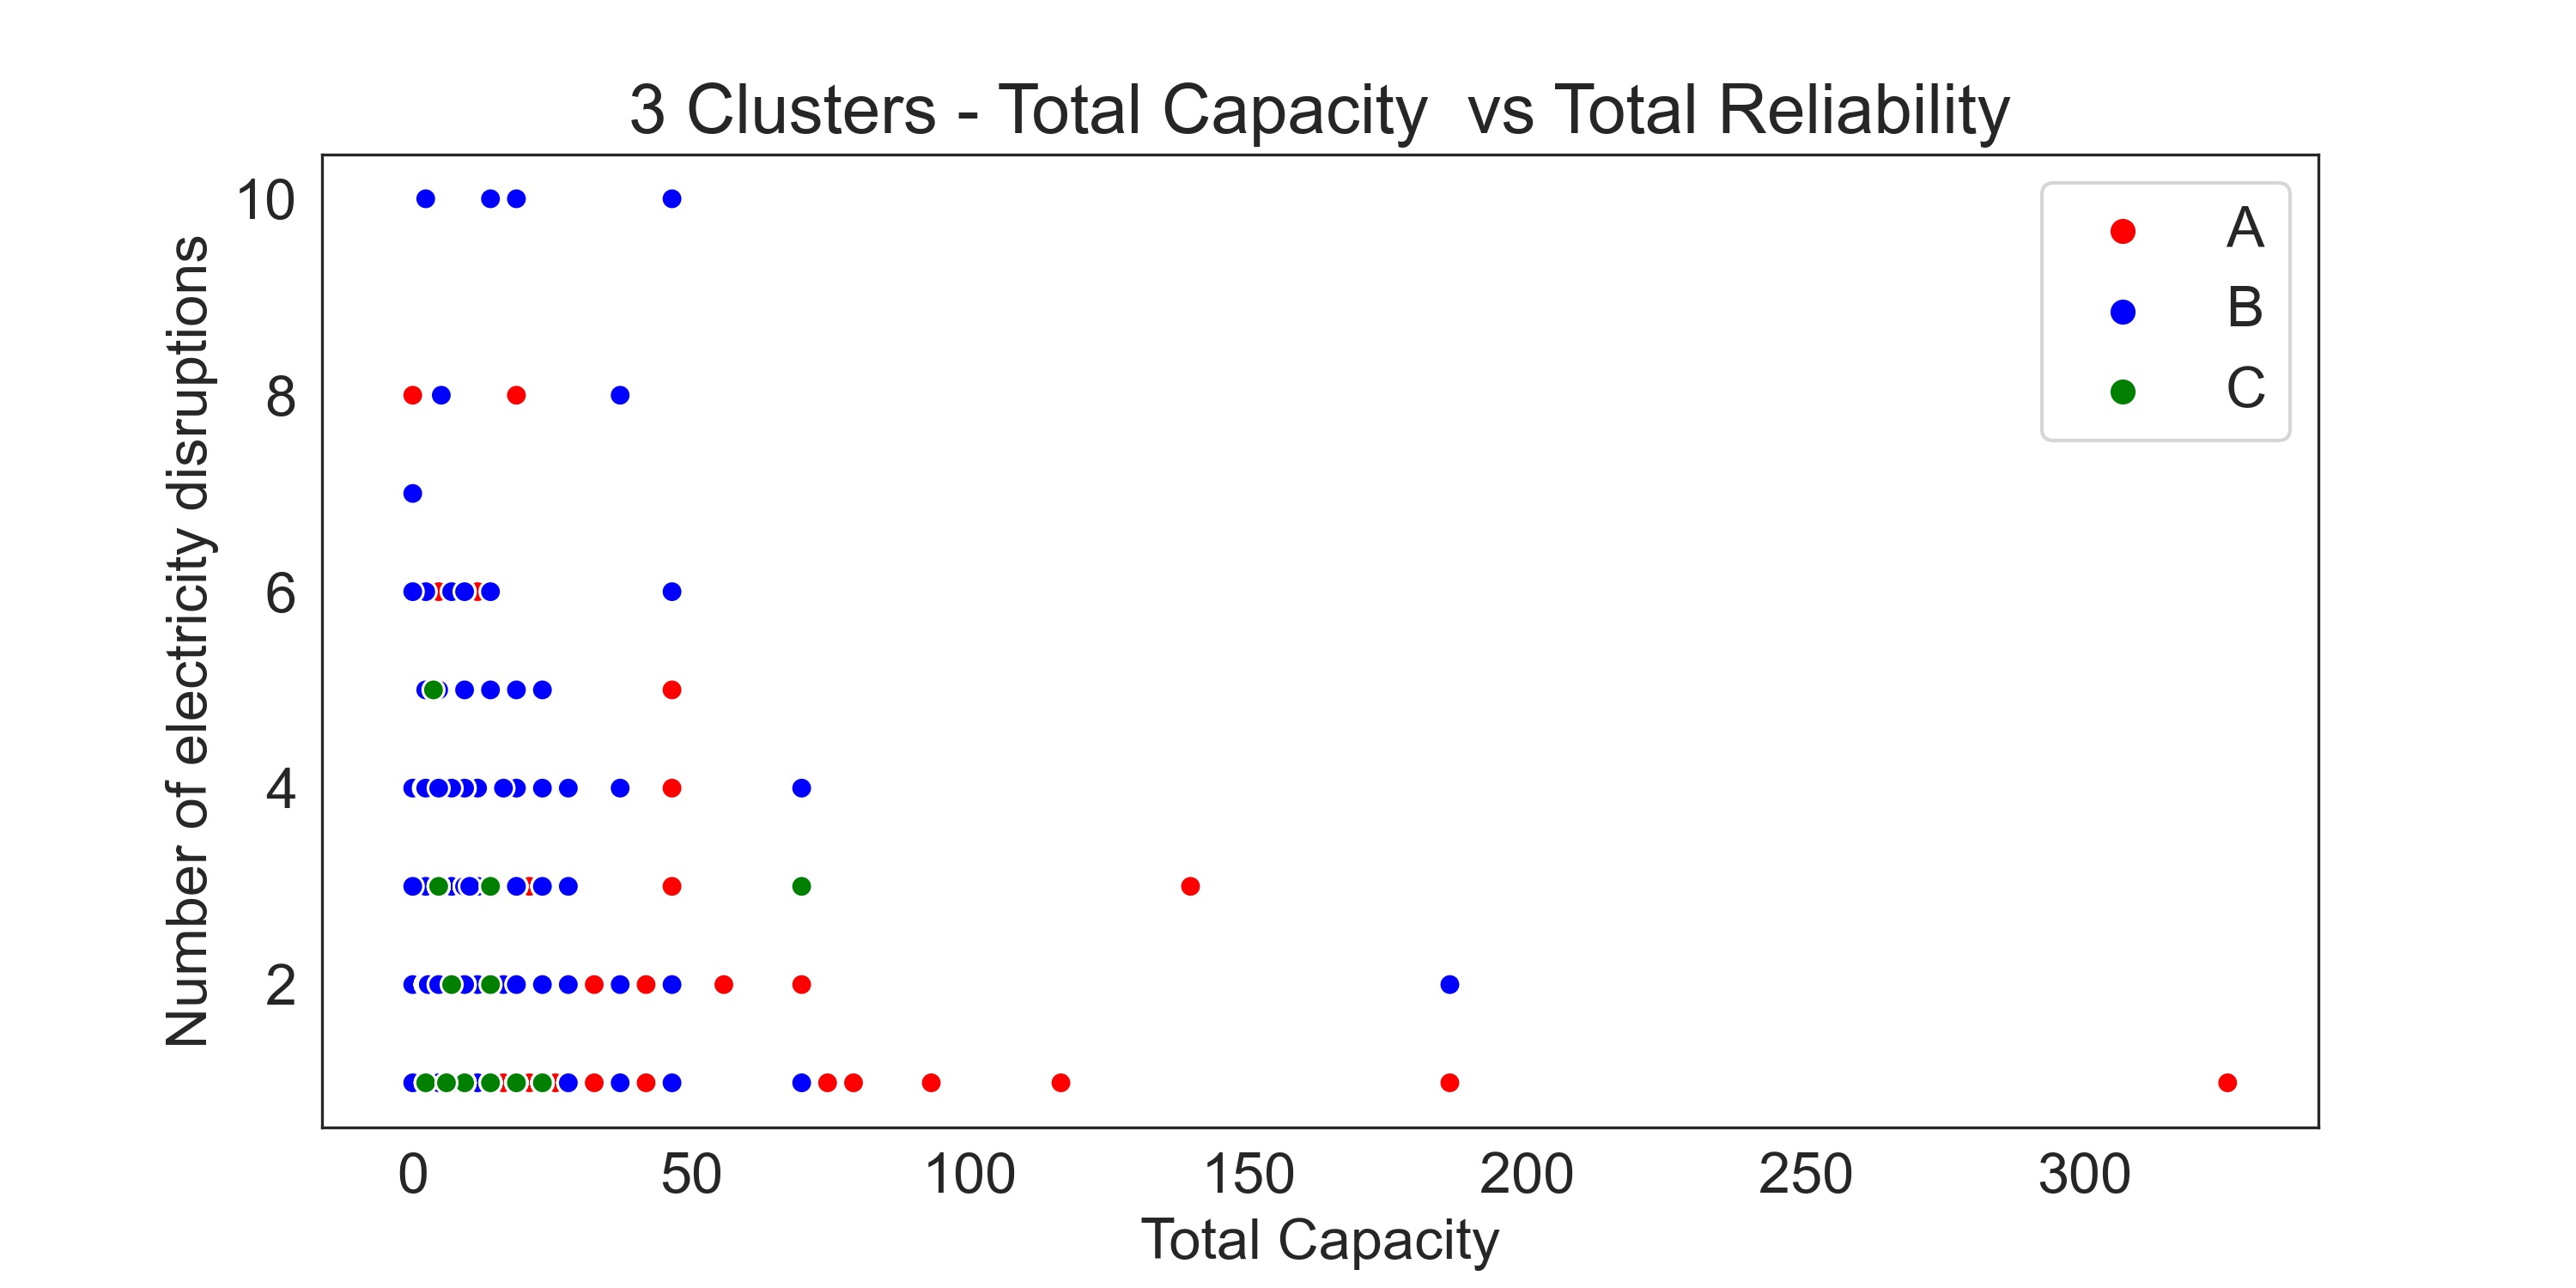 3 Clusters - Total Capacity  vs Total Reliability
A
B
C
Number of electricity disruptions
10
8
6
4
2
0 50 100 150 200 250 300
Total Capacity